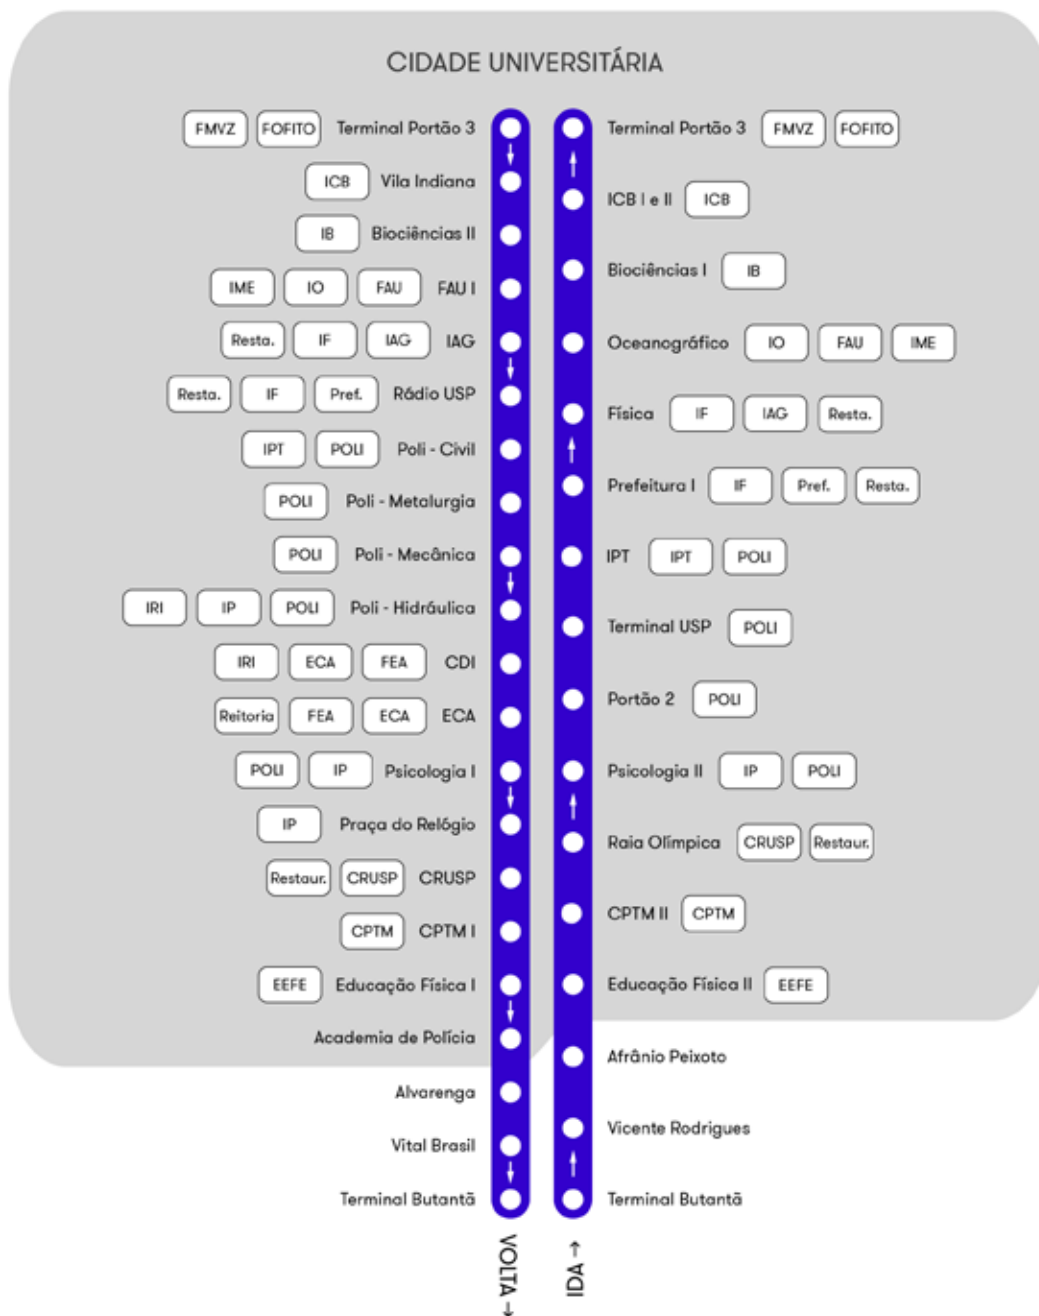 CIDADE UNIVERSITÁRIA
FMVZ FOFITO Terminal Portão 3
ICB Vila Indiana
IB Biociências II
IME IO FAU FAU I
Resta. IF IAG IAG
Resta. IF Pref. Rádio USP
IPT POLI Poli - Civil
POLI Poli - Metalurgia
POLI Poli - Mecânica
IRI IP POLI Poli - Hidráulica
IRI ECA FEA CDI
Reitoria FEA ECA ECA
POLI IP Psicologia I
IP Praça do Relógio
Restaur. CRUSP CRUSP
CPTM CPTM I
EEFE Educação Física I
Academia de Polícia
Alvarenga
Vital Brasil
Terminal Butantã
VOLTA →
Terminal Portão 3 FMVZ FOFITO
ICB I e II ICB
Biociências I IB
Oceanográfico IO FAU IME
Física IF IAG Resta.
Prefeitura I IF Pref. Resta.
IPT IPT POLI
Terminal USP POLI
Portão 2 POLI
Psicologia II IP POLI
Raia Olímpica CRUSP Restaur.
CPTM II CPTM
Educação Física II EEFE
Afrânio Peixoto
Vicente Rodrigues
Terminal Butantã
IDA →